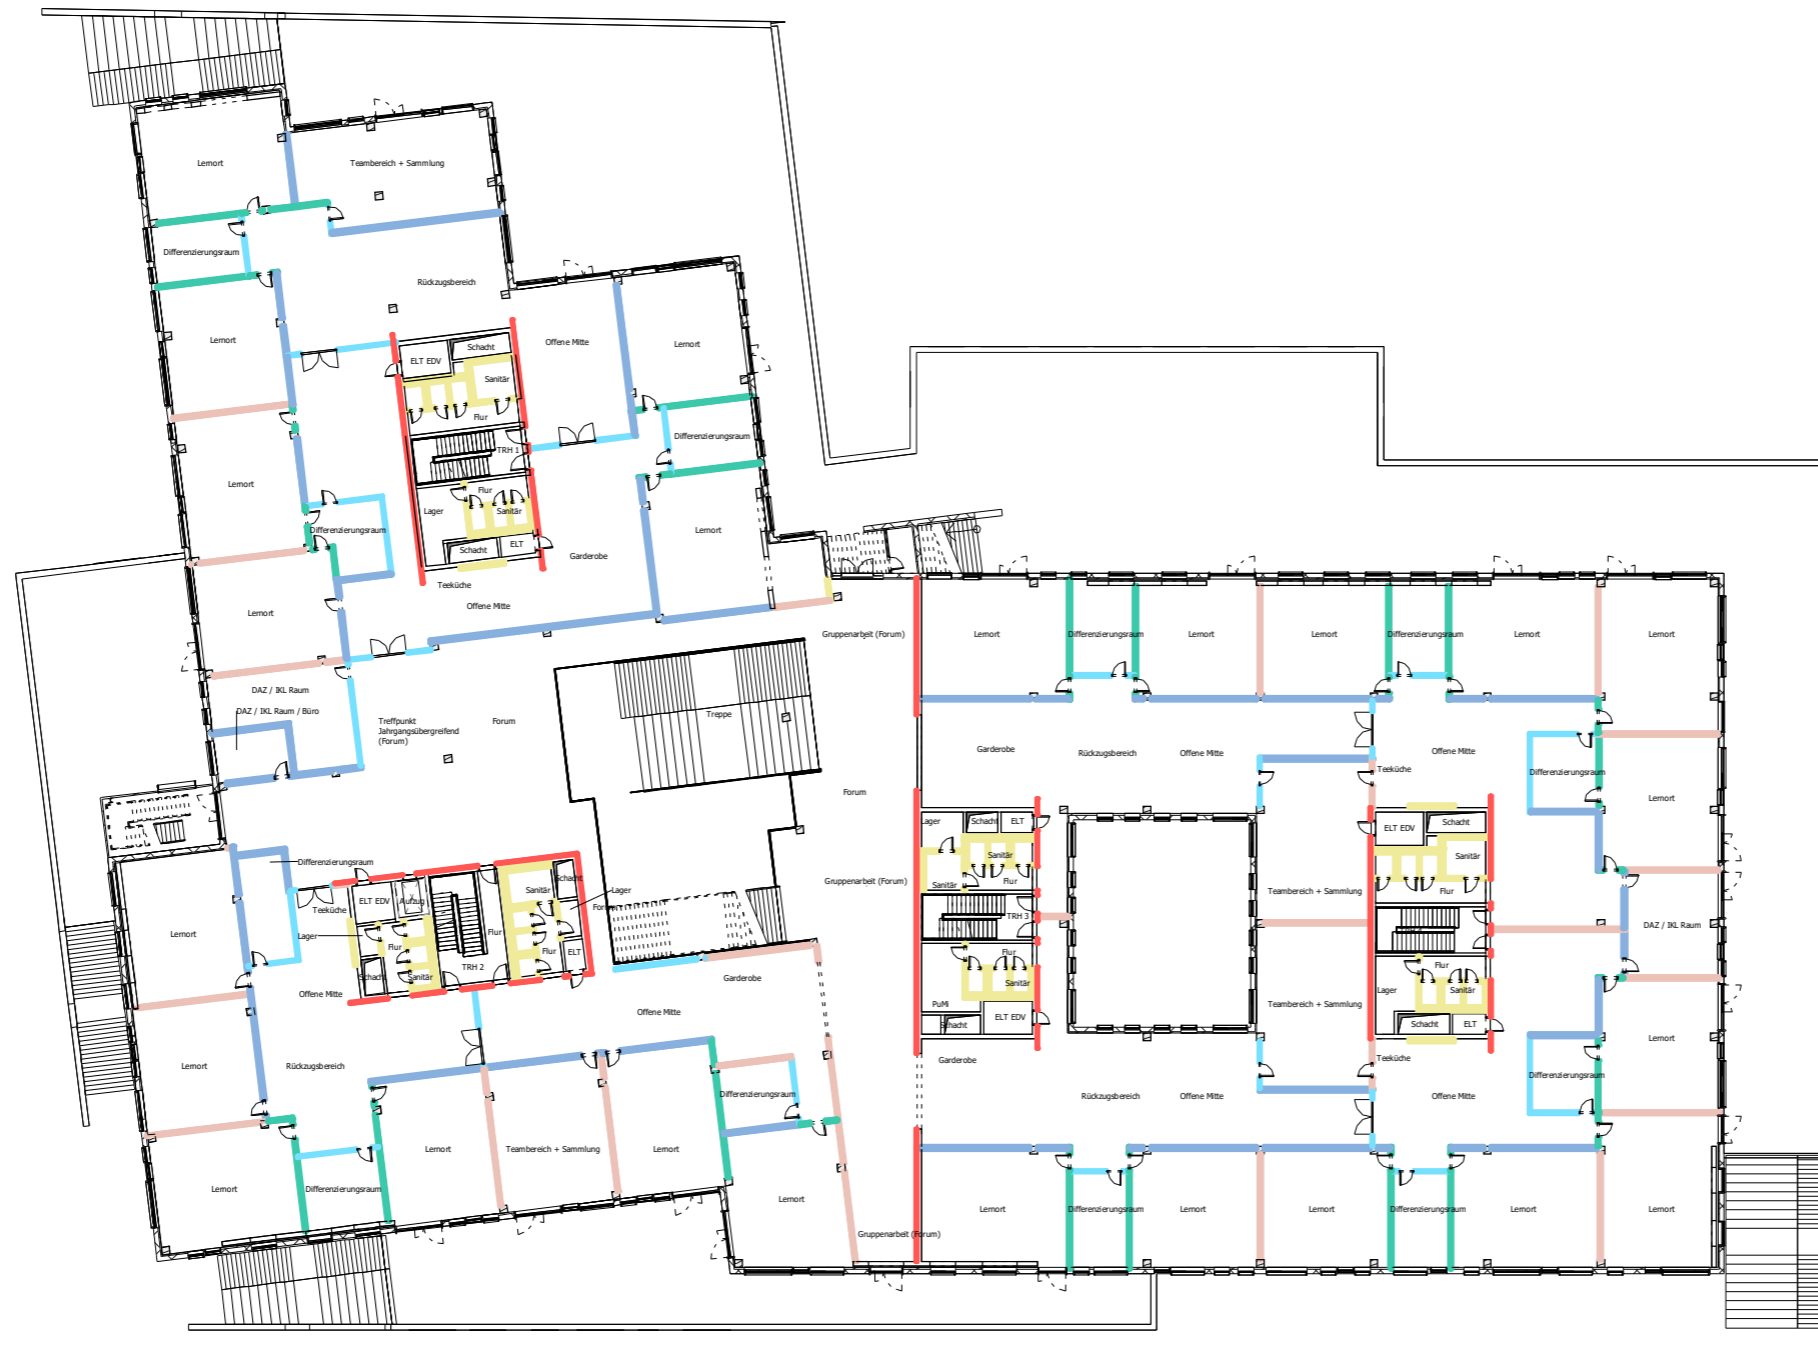 Lernort
Teambereich + Sammlung
Differenzierungsraum
Rückzugsbereich
Lernort
ELT EDV
Schacht
Sanitär
Flur
Offene Mitte
Lernort
Differenzierungsraum
TRH 1
Lernort
Flur
Lager
Sanitär
Schacht
ELT
Differenzierungsraum
Garderobe
Lernort
Teeküche
Offene Mitte
Lernort
Gruppenarbeit (Forum)
DAZ / IKL Raum
DAZ / IKL Raum / Büro
Treffpunkt
Jahrgangsübergreifend
(Forum)
Forum
Treppe
Forum
Lernort
Differenzierungsraum
Lernort
Lernort
Differenzierungsraum
Lernort
Lernort
Garderobe
Rückzugsbereich
Offene Mitte
Offene Mitte
Teeküche
Differenzierungsraum
Lernort
Lager
Schacht
ELT
Sanitär
Sanitär
Flur
TRH 3
Flur
Sanitär
PuMi
Schacht
ELT EDV
Gruppenarbeit (Forum)
ELT EDV
Schacht
Sanitär
Flur
Teambereich + Sammlung
DAZ / IKL Raum
Flur
Lager
Sanitär
Schacht
ELT
Teambereich + Sammlung
Lernort
Differenzierungsraum
Teeküche
ELT EDV
Aufzug
Sanitär
Schacht
Lager
Forum
Lernort
Lager
Flur
Flur
Flur
ELT
Schacht
Sanitär
TRH 2
Offene Mitte
Garderobe
Offene Mitte
Lernort
Rückzugsbereich
Differenzierungsraum
Lernort
Teambereich + Sammlung
Lernort
Lernort
Differenzierungsraum
Lernort
Gruppenarbeit (Forum)
Garderobe
Rückzugsbereich
Offene Mitte
Teeküche
Offene Mitte
Differenzierungsraum
Lernort
Differenzierungsraum
Lernort
Lernort
Differenzierungsraum
Lernort
Lernort